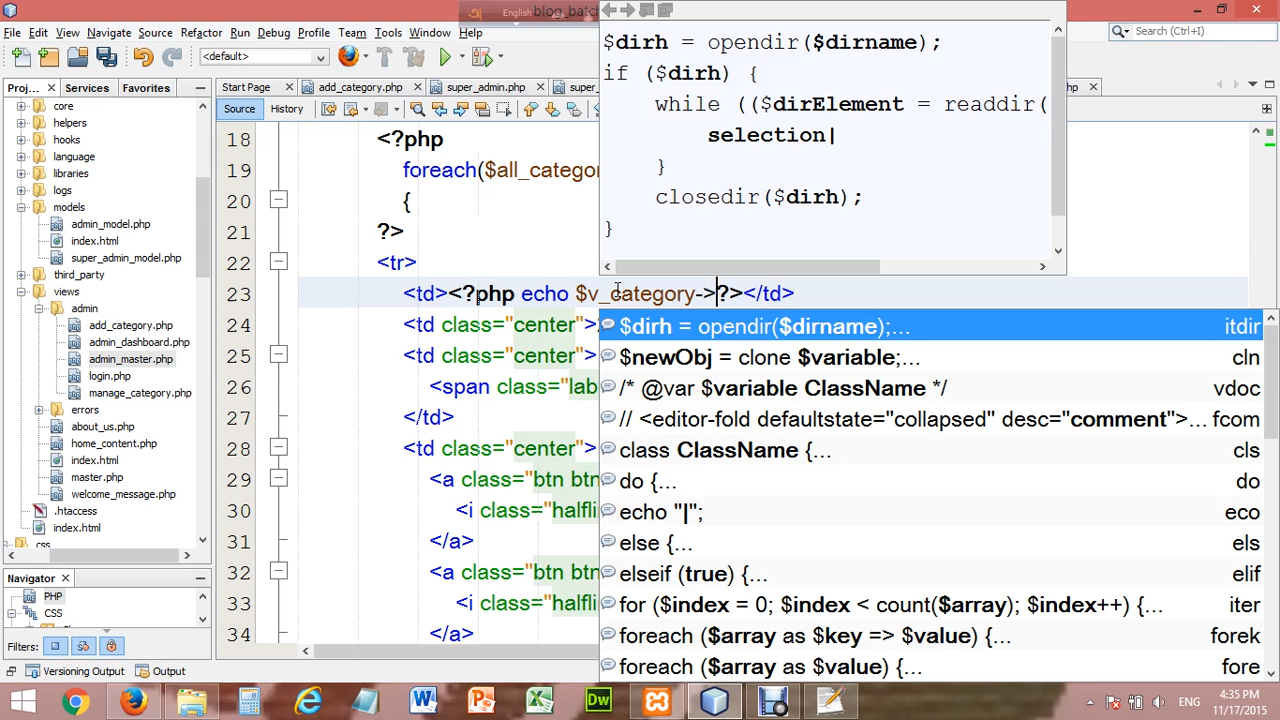 English
blog_batch
File Edit View Navigate Source Refactor Run Debug Profile Team Tools Window Help
Search (Ctrl+I)
<default>
Proj... Services Favorites
core
helpers
hooks
language
libraries
logs
models
admin_model.php
index.html
super_admin_model.php
third_party
views
admin
add_category.php
admin_dashboard.php
admin_master.php
login.php
manage_category.php
errors
about_us.php
home_content.php
index.html
master.php
welcome_message.php
.htaccess
index.html
css
Navigator
PHP
CSS
Filters:
Start Page add_category.php super_admin.php
Source History
18 <?php
19 foreach($all_catego
20 {
21 ?>
22 <tr>
23 <td><?php echo $v_category->?></td>
24 <td class="center">
25 <td class="center">
26 <span class="lab
27 </td>
28 <td class="center">
29 <a class="btn btn
30 <i class="halfli
31 </a>
32 <a class="btn btn
33 <i class="halfli
34 </a>
$dirh = opendir($dirname);
if ($dirh) {
while (($dirElement = readdir(
selection|
}
closedir($dirh);
}
$dirh = opendir($dirname);... itdir
$newObj = clone $variable;... cln
/* @var $variable ClassName */ vdoc
// <editor-fold defaultstate="collapsed" desc="comment">... fcom
class ClassName {... cls
do {... do
echo "|"; eco
else {... els
elseif (true) {... elif
for ($index = 0; $index < count($array); $index++) {... iter
foreach ($array as $key => $value) {... forek
foreach ($array as $value) {... fore
Versioning Output Output
ENG
4:35 PM
11/17/2015